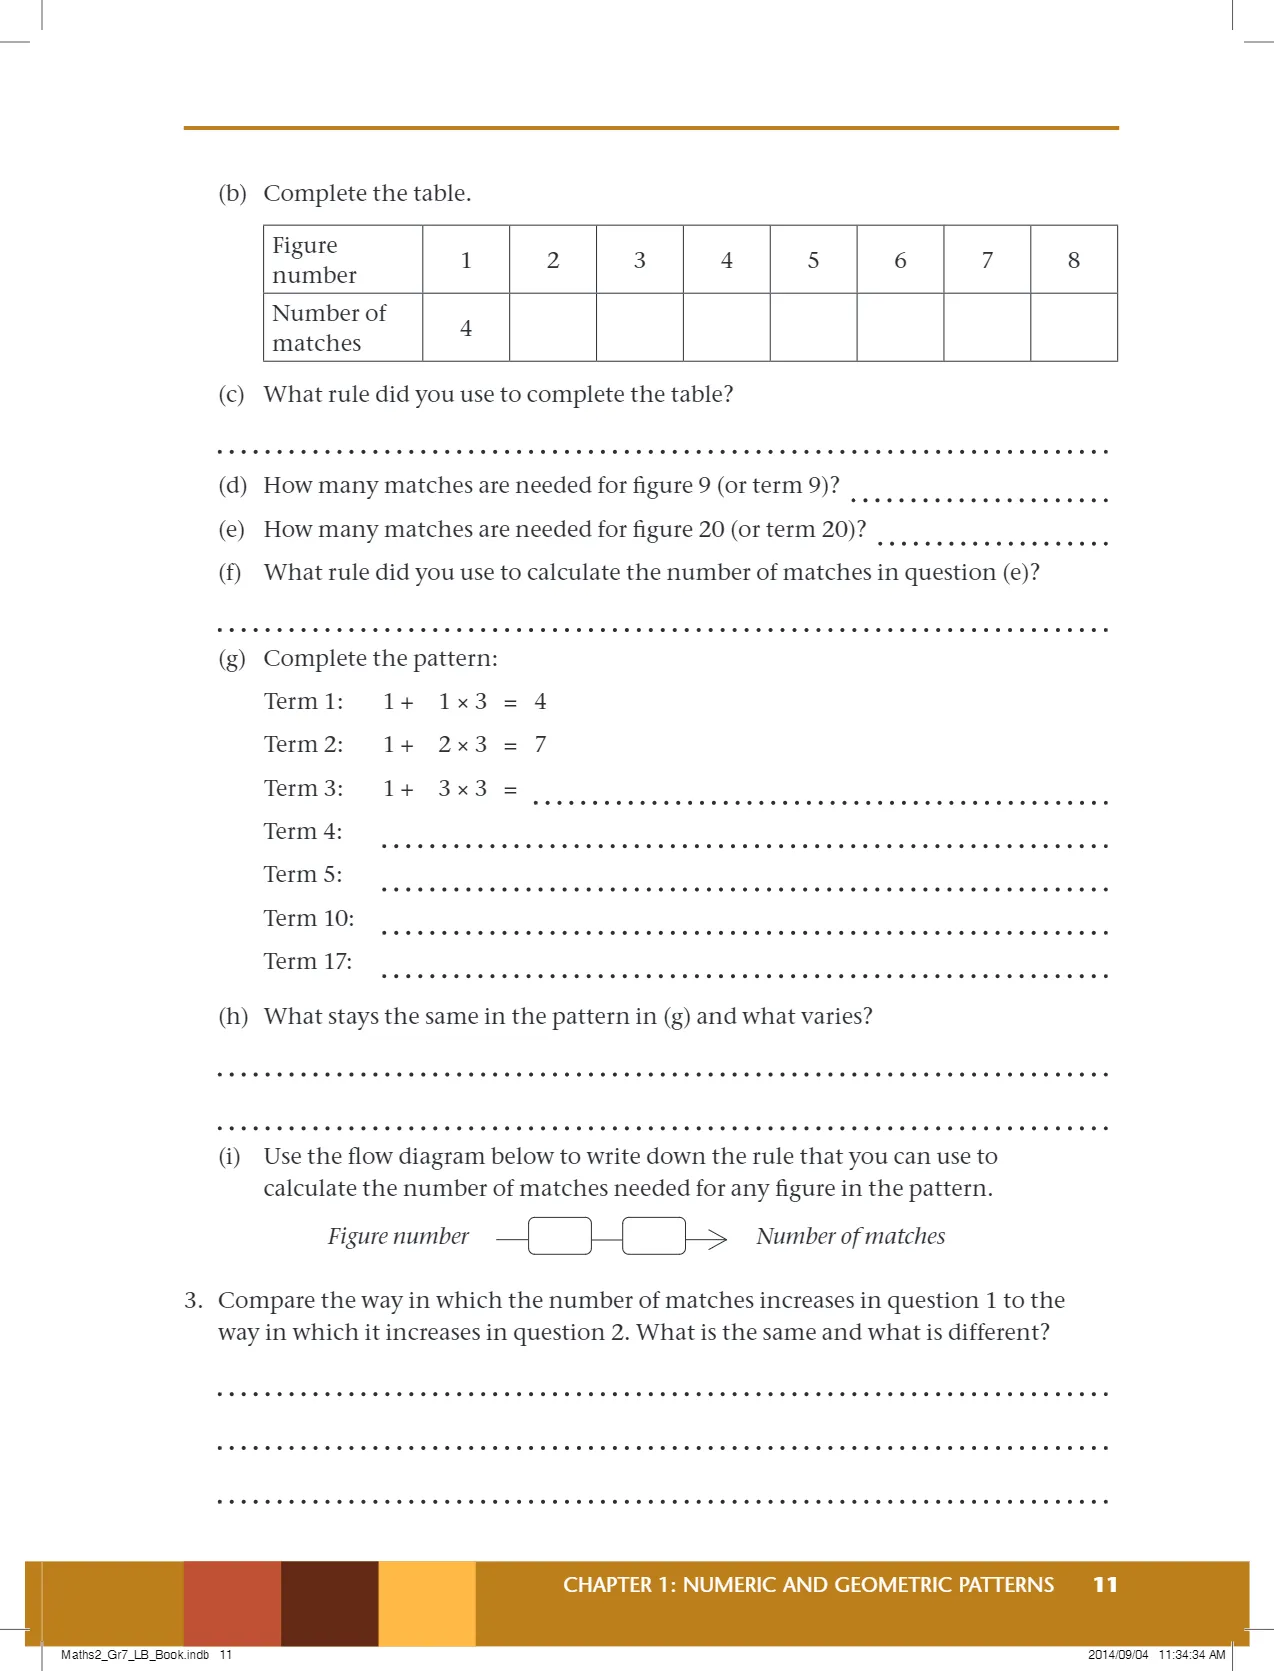 (b) Complete the table.
Figure number 1 2 3 4 5 6 7 8
Number of matches 4
(c) What rule did you use to complete the table?
(d) How many matches are needed for figure 9 (or term 9)?
(e) How many matches are needed for figure 20 (or term 20)?
(f) What rule did you use to calculate the number of matches in question (e)?
(g) Complete the pattern:
Term 1: 1 + 1 × 3 = 4
Term 2: 1 + 2 × 3 = 7
Term 3: 1 + 3 × 3 =
Term 4:
Term 5:
Term 10:
Term 17:
(h) What stays the same in the pattern in (g) and what varies?
(i) Use the flow diagram below to write down the rule that you can use to
calculate the number of matches needed for any figure in the pattern.
Figure number Number of matches
3. Compare the way in which the number of matches increases in question 1 to the
way in which it increases in question 2. What is the same and what is different?
CHAPTER 1: NUMERIC AND GEOMETRIC PATTERNS 11
Maths2_Gr7_LB_Book.indb 11 2014/09/04 11:34:34 AM